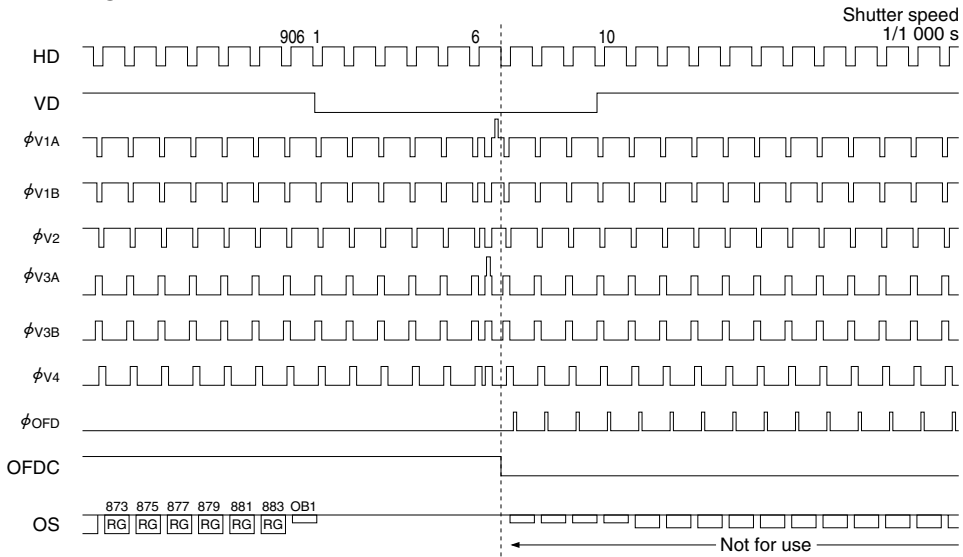 Shutter speed
1/1 000 s
906 1 6 10
HD
VD
ϕV1A
ϕV1B
ϕV2
ϕV3A
ϕV3B
ϕV4
ϕOFD
OFDC
873 875 877 879 881 883 OB1
OS RG RG RG RG RG RG
Not for use